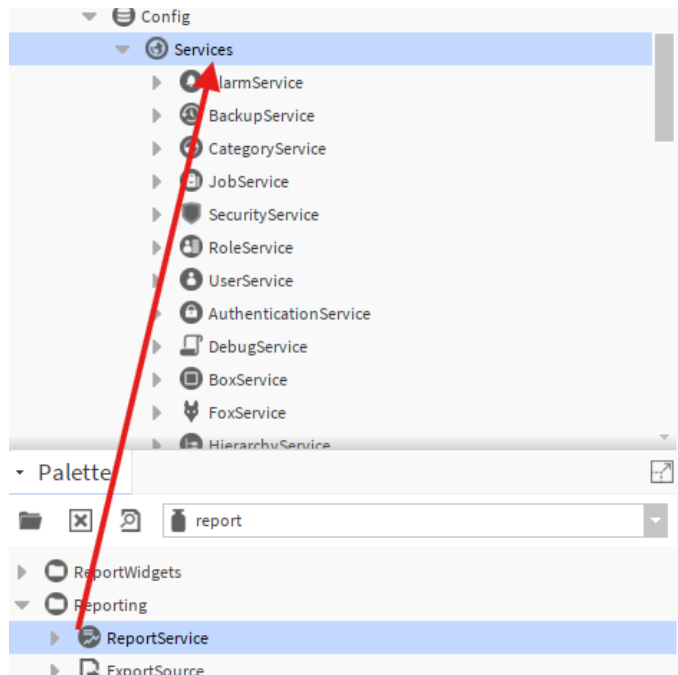 Config
Services
AlarmService
BackupService
CategoryService
JobService
SecurityService
RoleService
UserService
AuthenticationService
DebugService
BoxService
FoxService
HierarchyService
Palette
report
ReportWidgets
Reporting
ReportService
ExportSource